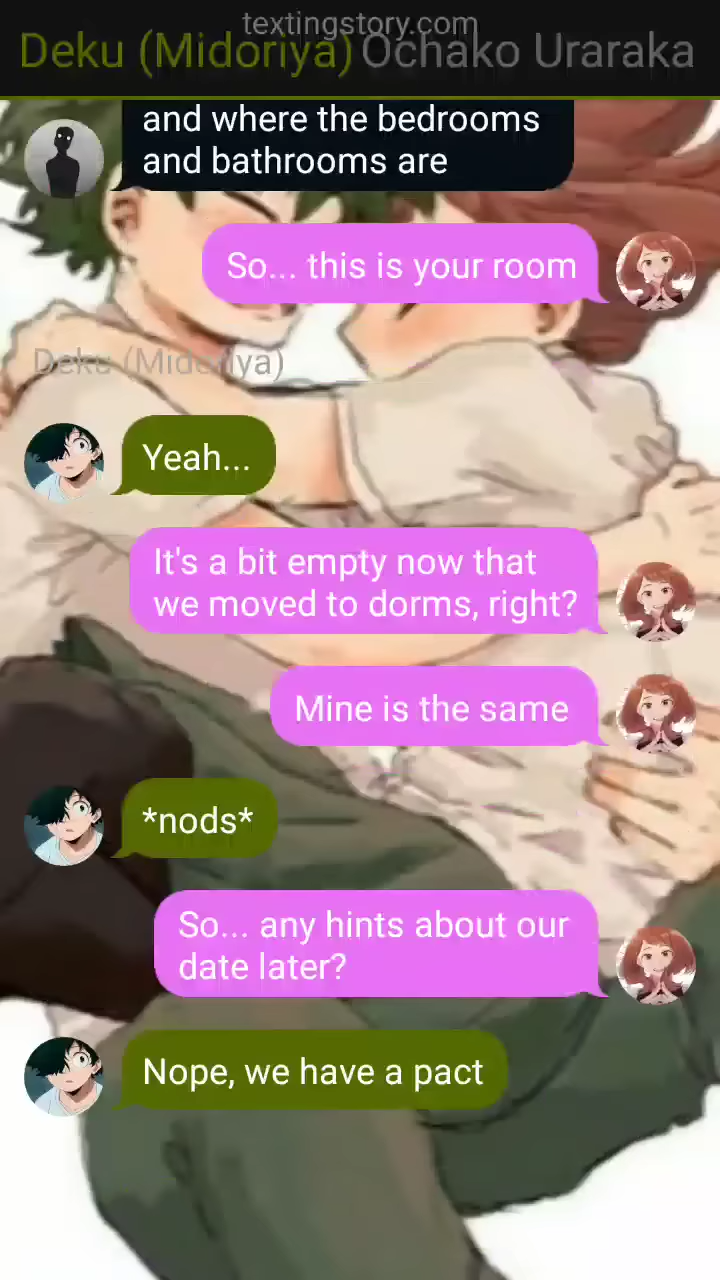 textingstory.com
Deku (Midoriya) Ochako Uraraka
and where the bedrooms
and bathrooms are
So... this is your room
Deku (Midoriya)
Yeah...
It's a bit empty now that
we moved to dorms, right?
Mine is the same
*nods*
So... any hints about our
date later?
Nope, we have a pact